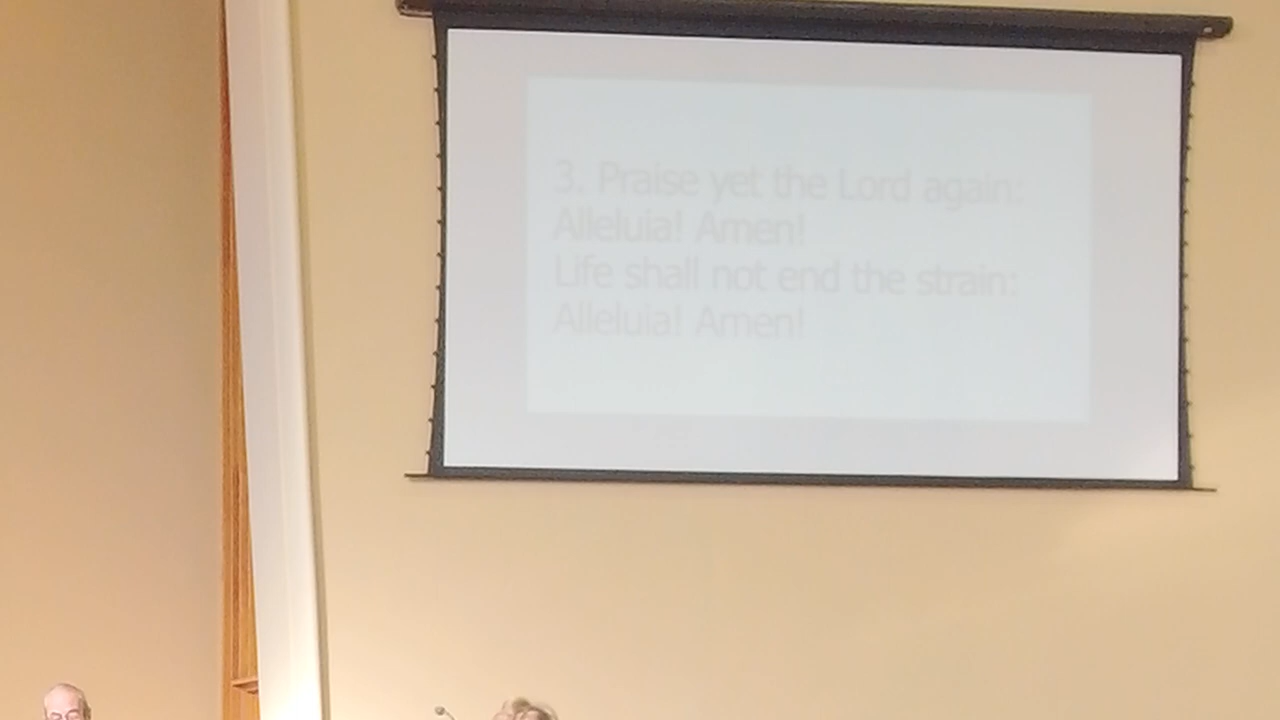 3. Praise yet the Lord again:
Alleluia! Amen!
Life shall not end the strain:
Alleluia! Amen!